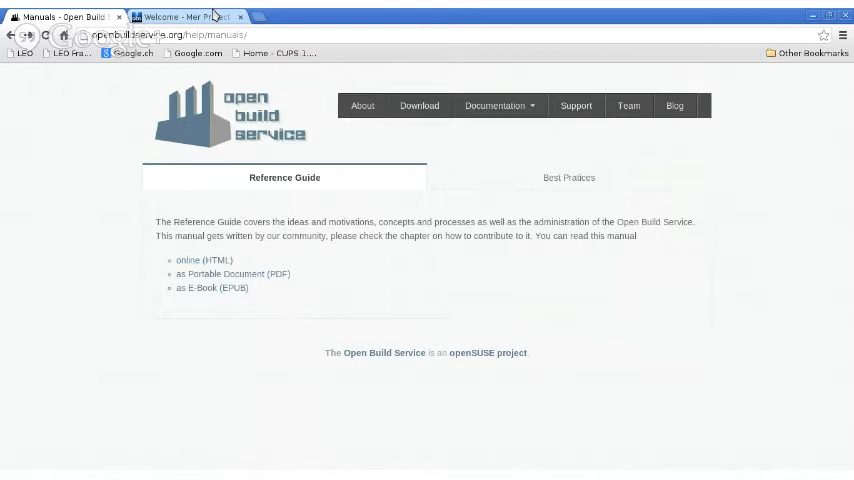 Manuals - Open Build S
Welcome - Mer Project
openbuildservice.org/help/manuals/
Google+
LEO
LEO Fra...
Google.ch
Google.com
Home - CUPS 1....
Other Bookmarks
open
build
service
About
Download
Documentation
Support
Team
Blog
Reference Guide
Best Pratices
The Reference Guide covers the ideas and motivations, concepts and processes as well as the administration of the Open Build Service.
This manual gets written by our community, please check the chapter on how to contribute to it. You can read this manual
online (HTML)
as Portable Document (PDF)
as E-Book (EPUB)
The Open Build Service is an openSUSE project.